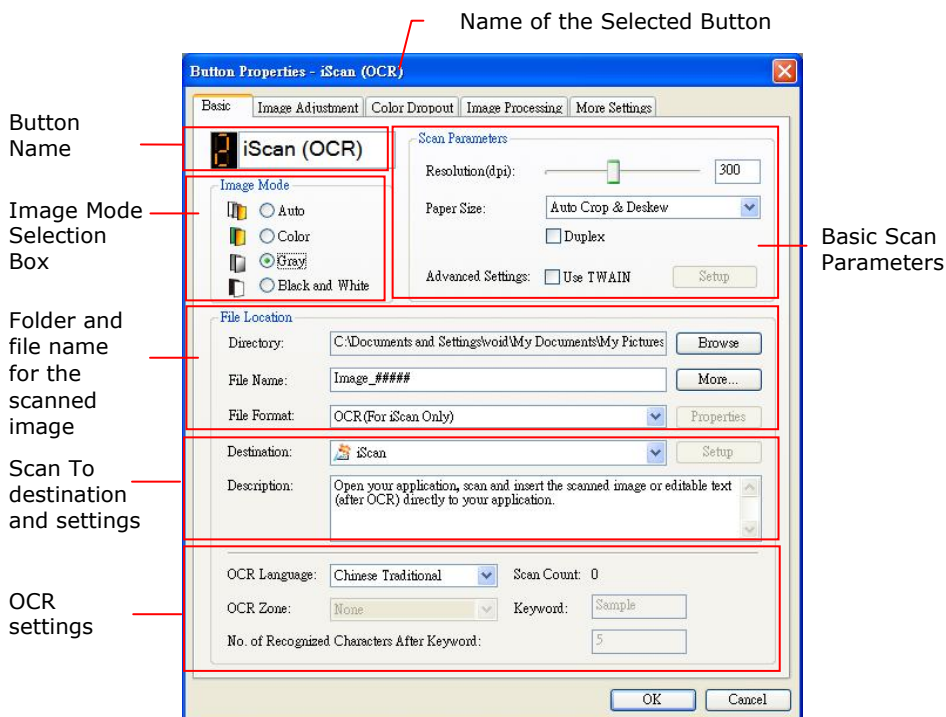 Name of the Selected Button
Button Properties - iScan (OCR)
Basic Image Adjustment Color Dropout Image Processing More Settings
Button
Name
2 iScan (OCR)
Image Mode
Selection
Box
Image Mode
Auto
Color
Gray
Black and White
Scan Parameters
Resolution(dpi): 300
Paper Size: Auto Crop & Deskew
Duplex
Advanced Settings: Use TWAIN Setup
Basic Scan
Parameters
Folder and
file name
for the
scanned
image
File Location
Directory: C:\Documents and Settings\void\My Documents\My Pictures Browse
File Name: Image_##### More...
File Format: OCR(For iScan Only) Properties
Scan To
destination
and settings
Destination: iScan Setup
Description: Open your application, scan and insert the scanned image or editable text
(after OCR) directly to your application.
OCR
settings
OCR Language: Chinese Traditional Scan Count: 0
OCR Zone: None Keyword: Sample
No. of Recognized Characters After Keyword: 5
OK Cancel